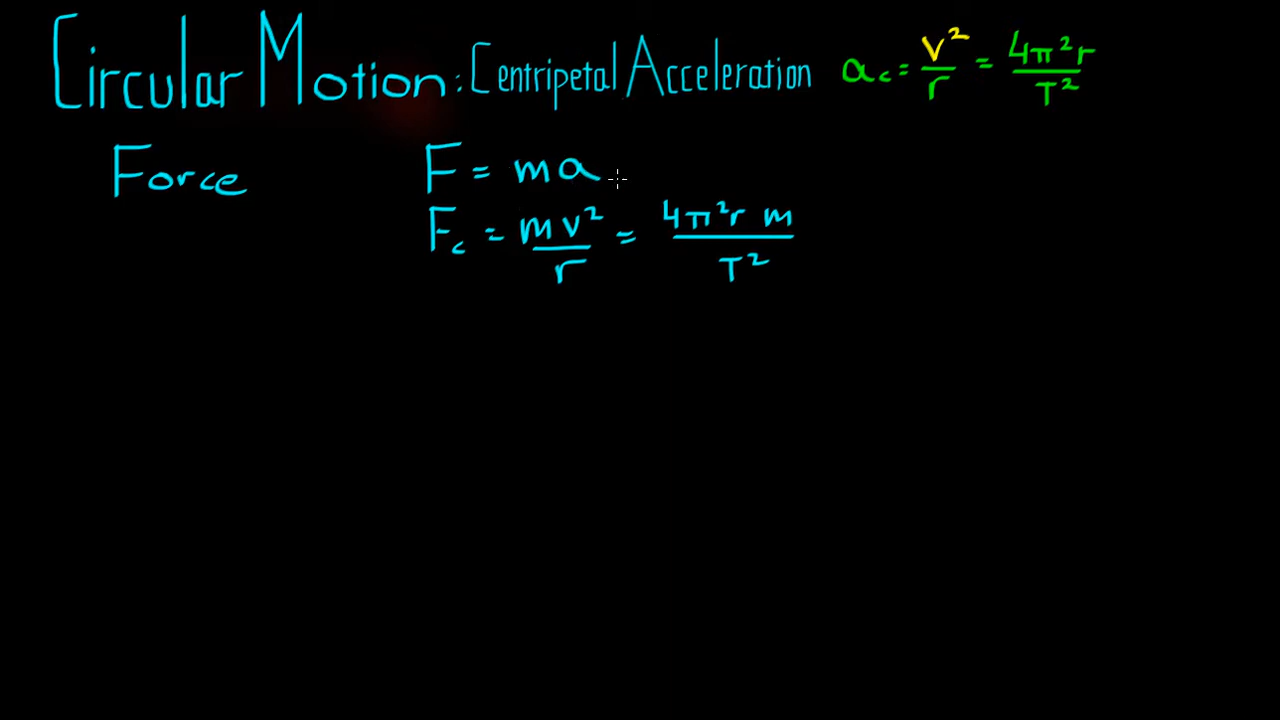 Circular Motion: Centripetal Acceleration a_c = v²/r = 4π²r/T²
Force F = ma
F_c = mv²/r = 4π²r m/T²